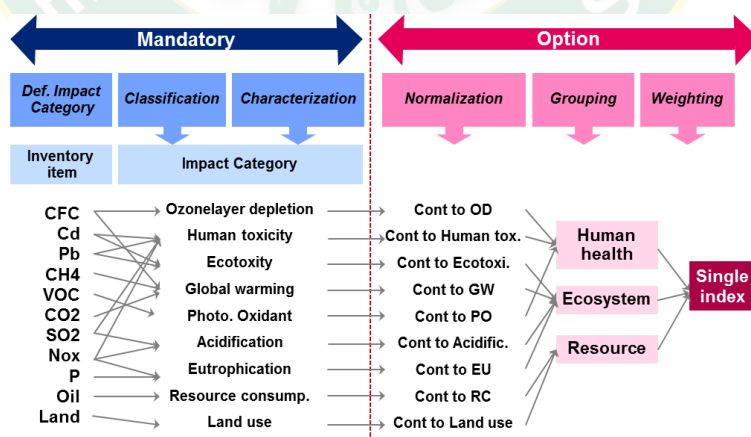 Mandatory
Option
Def. Impact
Category
Classification
Characterization
Normalization
Grouping
Weighting
Inventory
item
Impact Category
CFC
Cd
Pb
CH4
VOC
CO2
SO2
Nox
P
Oil
Land
Ozonelayer depletion
Human toxicity
Ecotoxity
Global warming
Photo. Oxidant
Acidification
Eutrophication
Resource consump.
Land use
Cont to OD
Cont to Human tox.
Cont to Ecotoxi.
Cont to GW
Cont to PO
Cont to Acidific.
Cont to EU
Cont to RC
Cont to Land use
Human
health
Ecosystem
Resource
Single
index